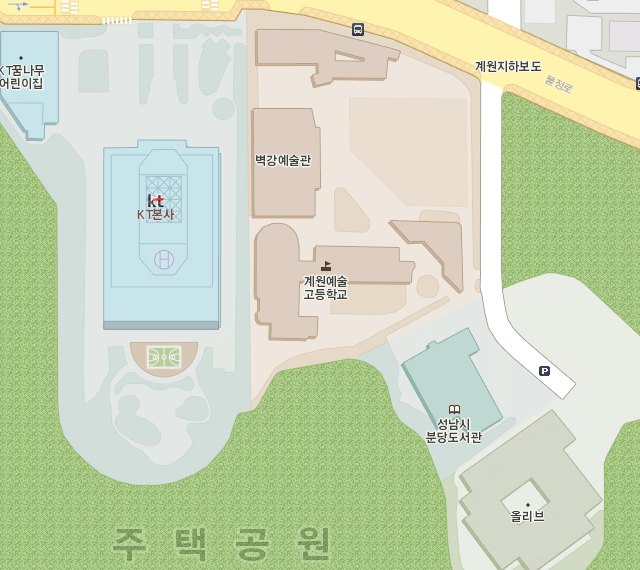 계원지하보도
불정로
KT꿈나무
어린이집
벽강예술관
kt
KT본사
H
계원예술
고등학교
P
성남시
분당도서관
올리브
주택공원